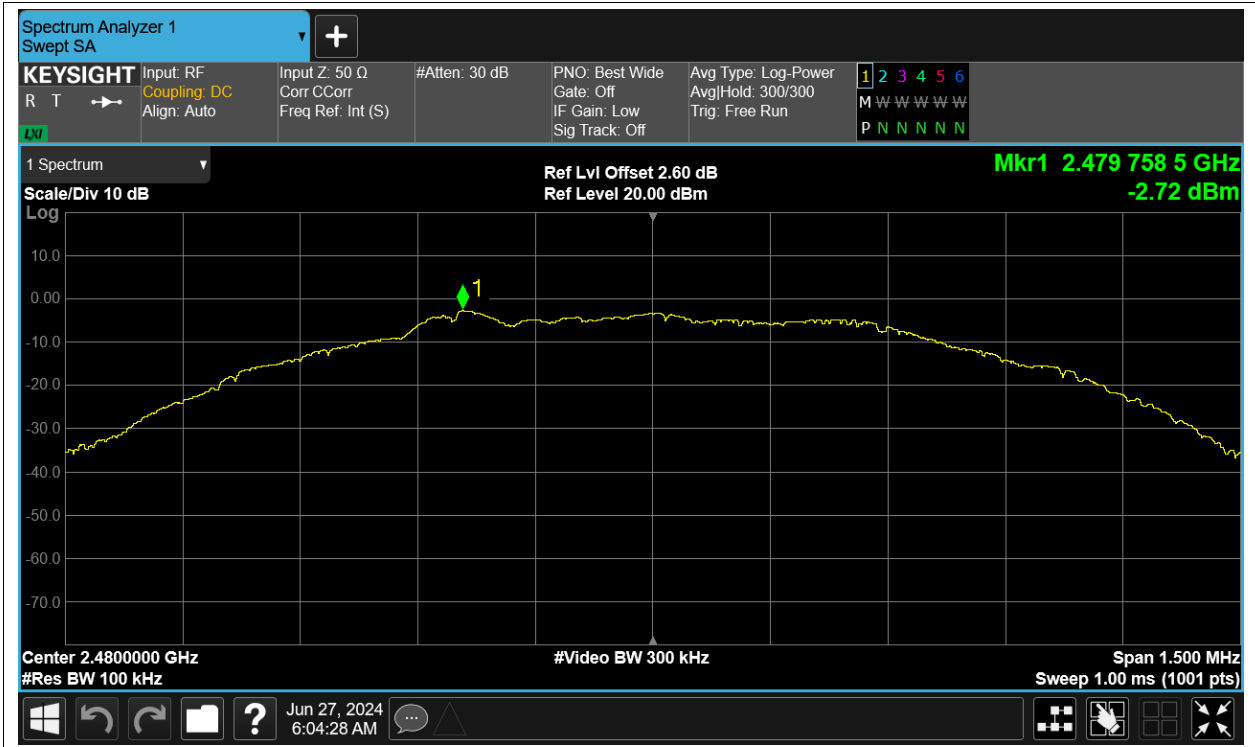 Spectrum Analyzer 1
Swept SA
KEYSIGHT
R T
LXI
Input: RF
Coupling: DC
Align: Auto
Input Z: 50 Ω
Corr CCorr
Freq Ref: Int (S)
#Atten: 30 dB
PNO: Best Wide
Gate: Off
IF Gain: Low
Sig Track: Off
Avg Type: Log-Power
Avg|Hold: 300/300
Trig: Free Run
1 2 3 4 5 6
M W W W W W W
P N N N N N
1 Spectrum
Scale/Div 10 dB
Log
Ref Lvl Offset 2.60 dB
Ref Level 20.00 dBm
Mkr1 2.479 758 5 GHz
-2.72 dBm
10.0
0.00
-10.0
-20.0
-30.0
-40.0
-50.0
-60.0
-70.0
1
Center 2.4800000 GHz
#Res BW 100 kHz
#Video BW 300 kHz
Span 1.500 MHz
Sweep 1.00 ms (1001 pts)
?
Jun 27, 2024
6:04:28 AM